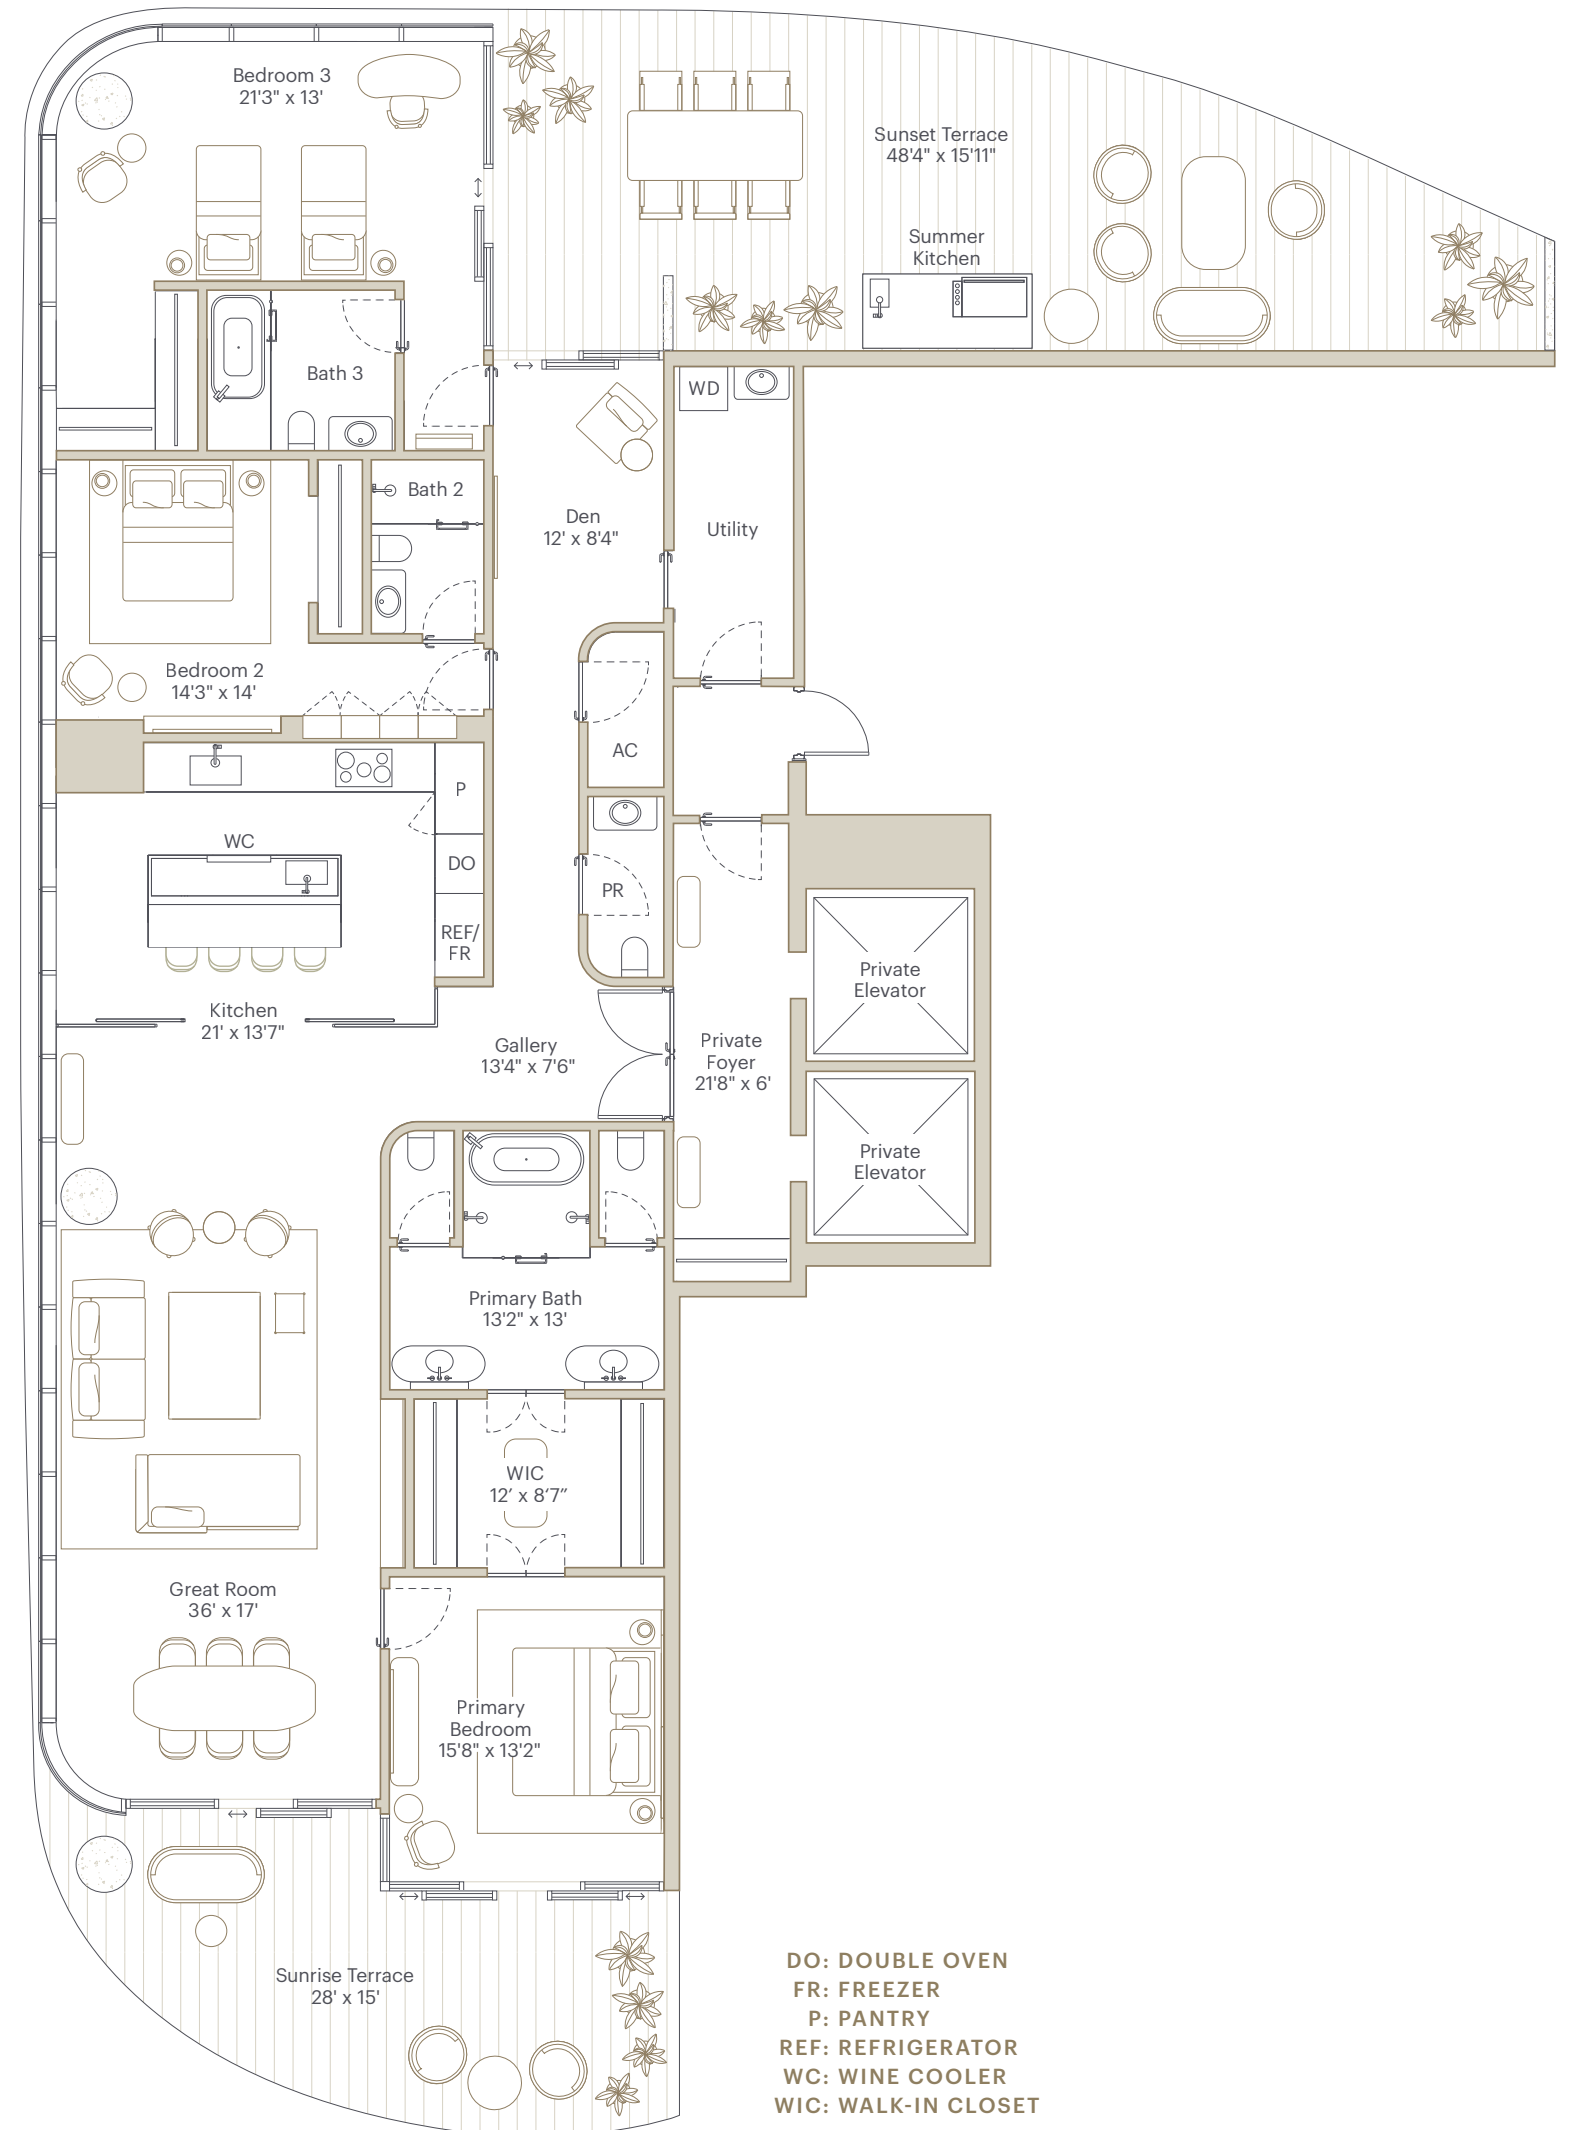 Bedroom 3
21'3" x 13'
Sunset Terrace
48'4" x 15'11"
Summer
Kitchen
Bath 3
WD
Bath 2
Den
12' x 8'4"
Utility
Bedroom 2
14'3" x 14'
AC
P
WC
DO
PR
REF/
FR
Private
Elevator
Kitchen
21' x 13'7"
Gallery
13'4" x 7'6"
Private
Foyer
21'8" x 6'
Private
Elevator
Primary Bath
13'2" x 13'
WIC
12’ x 8‘7”
Great Room
36' x 17'
Primary
Bedroom
15'8" x 13'2"
Sunrise Terrace
28' x 15'
DO: DOUBLE OVEN
FR: FREEZER
P: PANTRY
REF: REFRIGERATOR
WC: WINE COOLER
WIC: WALK-IN CLOSET